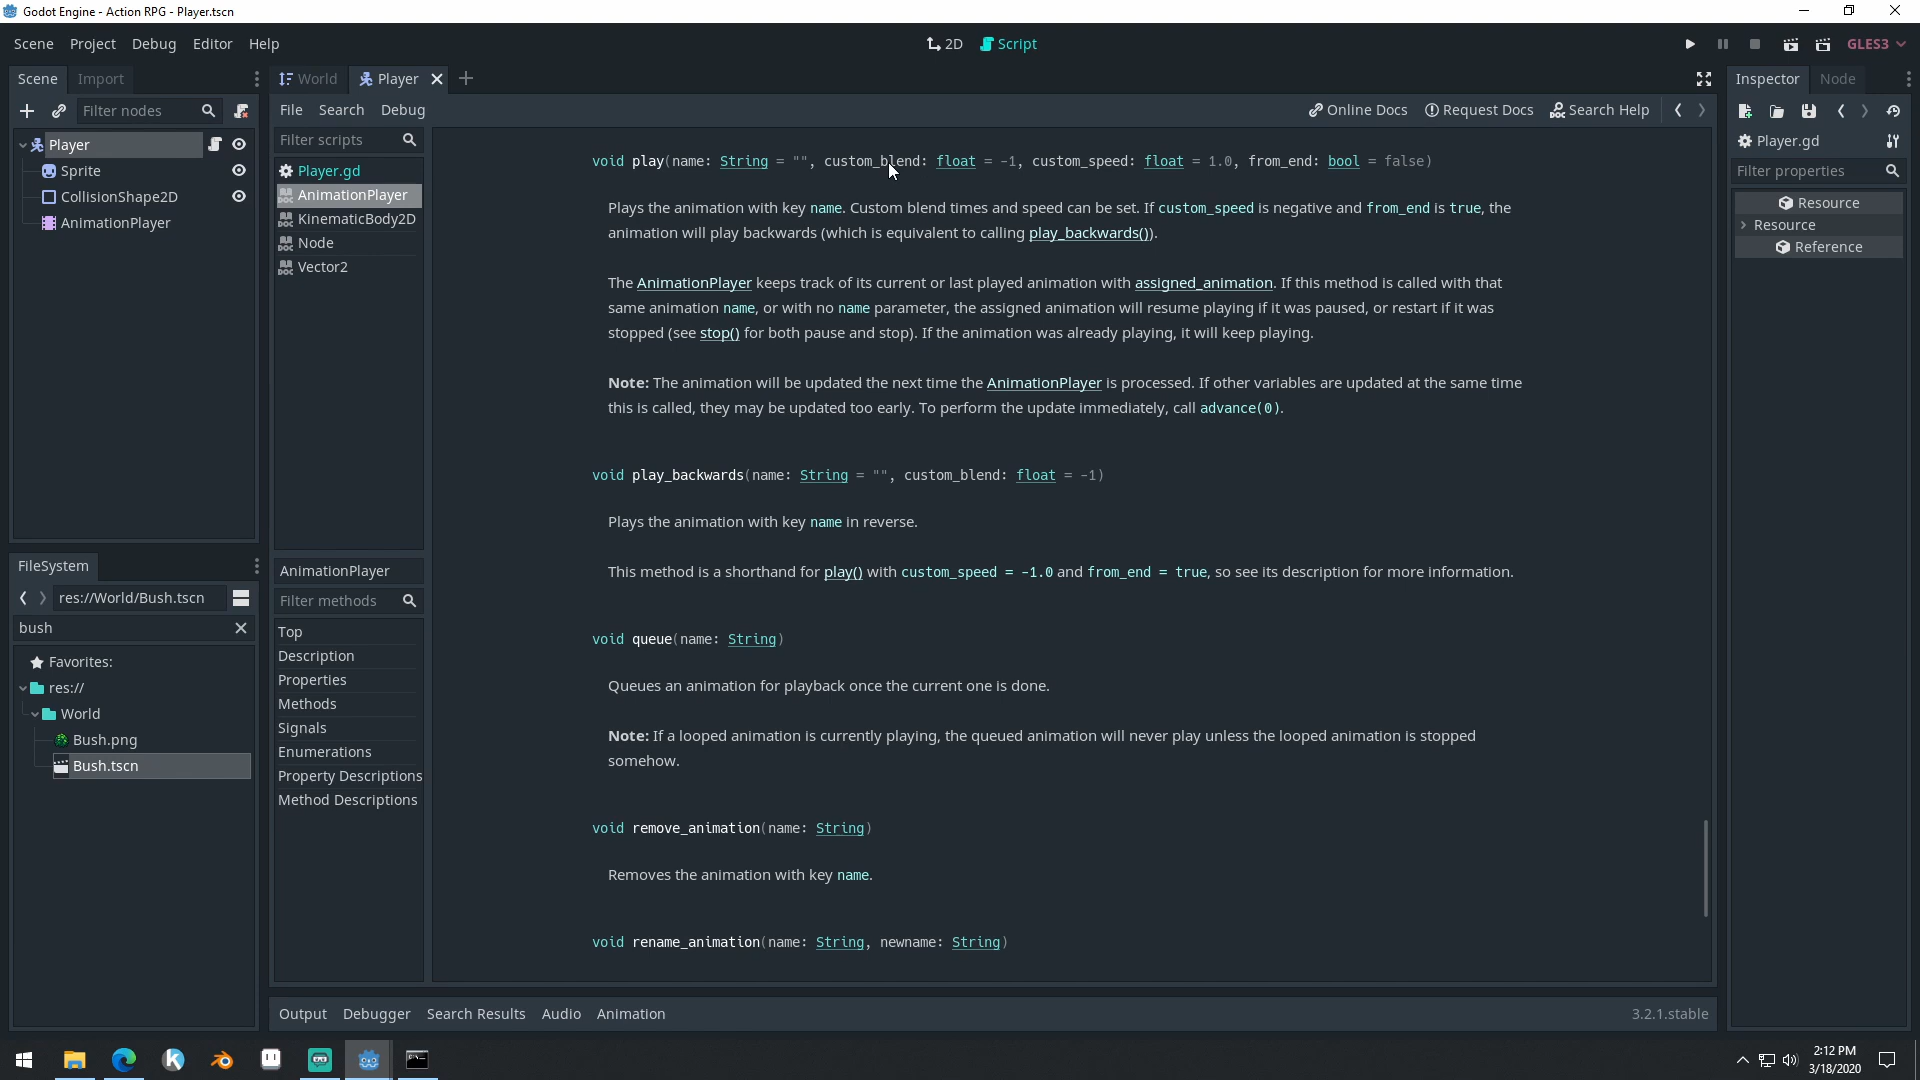 Godot Engine - Action RPG - Player.tscn
Scene Project Debug Editor Help
2D Script
GLES3
Scene Import
World Player
Inspector Node
Filter nodes
File Search Debug
Online Docs Request Docs Search Help
Filter scripts
Player.gd
Filter properties
Resource
Resource
Reference
Player
Sprite
CollisionShape2D
AnimationPlayer
Player.gd
AnimationPlayer
KinematicBody2D
Node
Vector2
void play(name: String = "", custom_blend: float = -1, custom_speed: float = 1.0, from_end: bool = false)
Plays the animation with key name. Custom blend times and speed can be set. If custom_speed is negative and from_end is true, the
animation will play backwards (which is equivalent to calling play_backwards()).
The AnimationPlayer keeps track of its current or last played animation with assigned_animation. If this method is called with that
same animation name, or with no name parameter, the assigned animation will resume playing if it was paused, or restart if it was
stopped (see stop() for both pause and stop). If the animation was already playing, it will keep playing.
Note: The animation will be updated the next time the AnimationPlayer is processed. If other variables are updated at the same time
this is called, they may be updated too early. To perform the update immediately, call advance(0).
void play_backwards(name: String = "", custom_blend: float = -1)
Plays the animation with key name in reverse.
This method is a shorthand for play() with custom_speed = -1.0 and from_end = true, so see its description for more information.
void queue(name: String)
Queues an animation for playback once the current one is done.
Note: If a looped animation is currently playing, the queued animation will never play unless the looped animation is stopped
somehow.
void remove_animation(name: String)
Removes the animation with key name.
void rename_animation(name: String, newname: String)
AnimationPlayer
Filter methods
Top
Description
Properties
Methods
Signals
Enumerations
Property Descriptions
Method Descriptions
FileSystem
res://World/Bush.tscn
bush
Favorites:
res://
World
Bush.png
Bush.tscn
Output Debugger Search Results Audio Animation
3.2.1.stable
2:12 PM
3/18/2020